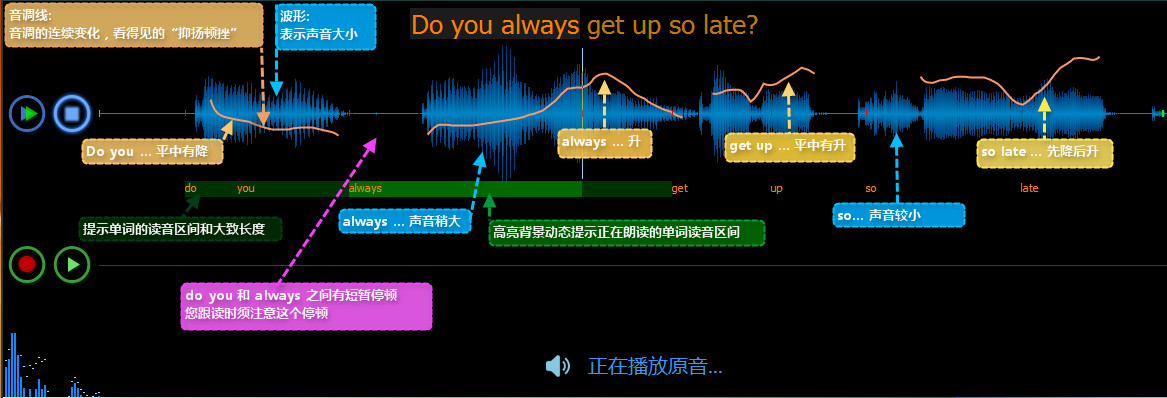 音调线:
音调的连续变化，看得见的“抑扬顿挫”
波形:
表示声音大小
Do you always get up so late?
Do you ... 平中有降
always ... 升
get up ... 平中有升
so late ... 先降后升
do you always get up so late
提示单词的读音区间和大致长度
always ... 声音稍大
高亮背景动态提示正在朗读的单词读音区间
so... 声音较小
do you 和 always 之间有短暂停顿
您跟读时须注意这个停顿
正在播放原音...